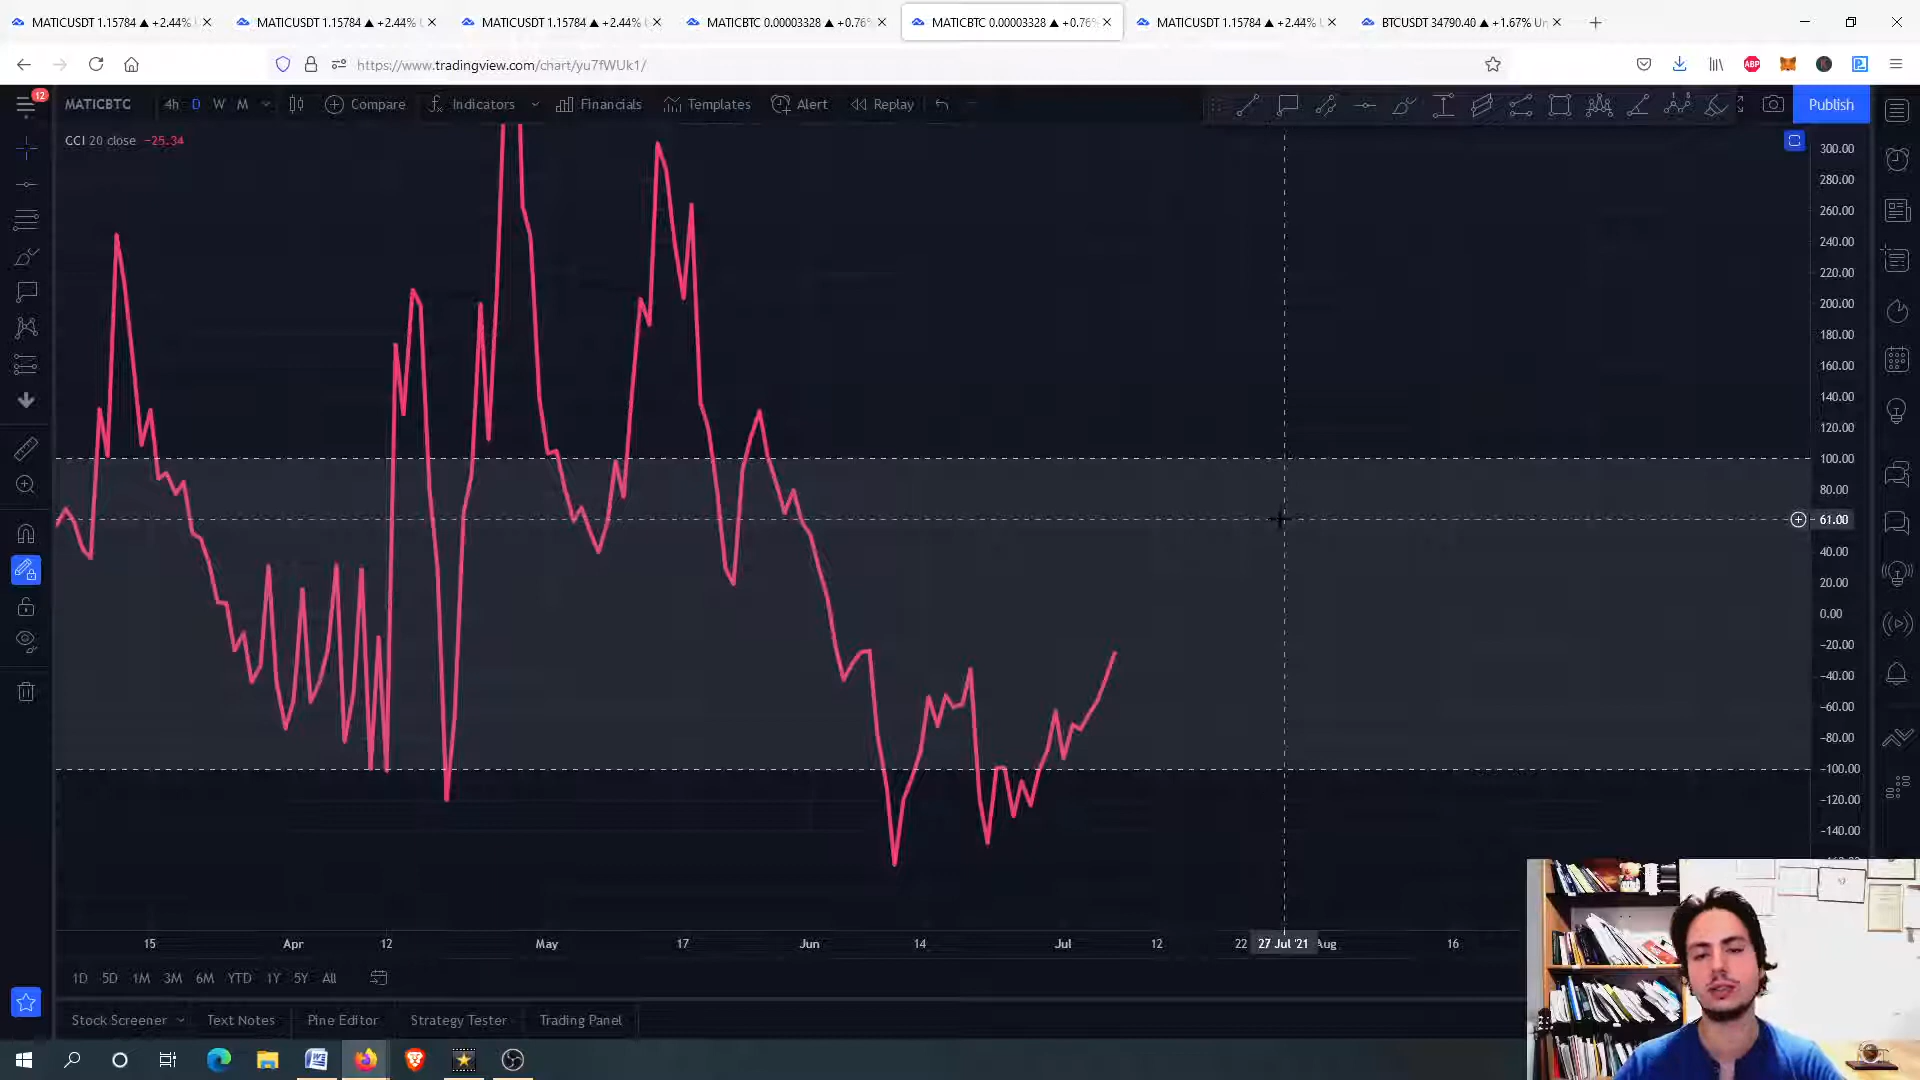 MATICUSDT 1.15784 ▲ +2.44%
MATICUSDT 1.15784 ▲ +2.44%
MATICUSDT 1.15784 ▲ +2.44%
MATICBTC 0.00003328 ▲ +0.76%
MATICBTC 0.00003328 ▲ +0.76%
MATICUSDT 1.15784 ▲ +2.44%
BTCUSDT 34790.40 ▲ +1.67% Un
https://www.tradingview.com/chart/yu7fWUk1/
ABP
12
MATICBTC 4h D W M Compare Indicators Financials Templates Alert Replay
Publish
CCI 20 close −25.34
300.00
280.00
260.00
240.00
220.00
200.00
180.00
160.00
140.00
120.00
100.00
80.00
61.00
40.00
20.00
0.00
−20.00
−40.00
−60.00
−80.00
−100.00
−120.00
−140.00
15 Apr 12 May 17 Jun 14 Jul 12 22 27 Jul '21 Aug 16
1D 5D 1M 3M 6M YTD 1Y 5Y All
Stock Screener Text Notes Pine Editor Strategy Tester Trading Panel